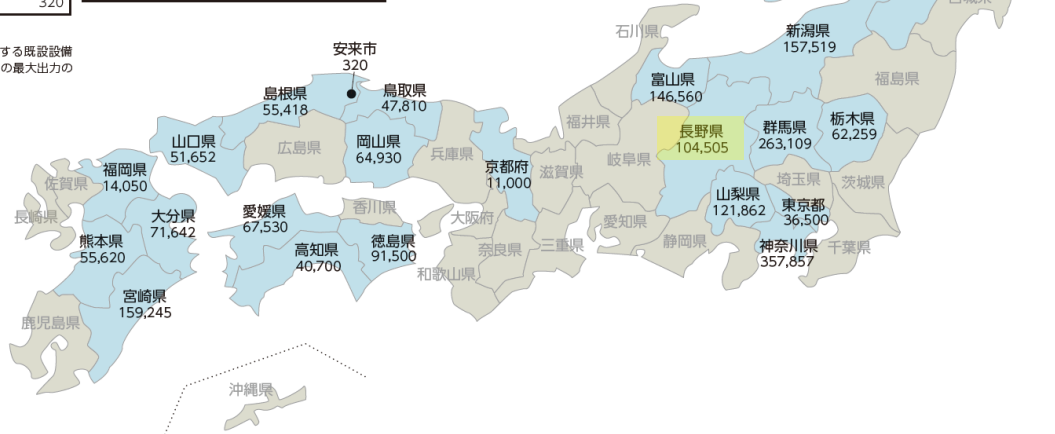 320
する既設設備
の最大出力の
宮城県
石川県
新潟県
157,519
安来市
320
富山県
146,560
福島県
島根県
55,418
鳥取県
47,810
長野県
104,505
群馬県
263,109
栃木県
62,259
福井県
山口県
51,652
広島県
岡山県
64,930
兵庫県
京都府
11,000
滋賀県
岐阜県
埼玉県
茨城県
福岡県
14,050
佐賀県
山梨県
121,862
東京都
36,500
長崎県
大分県
71,642
愛媛県
67,530
香川県
大阪府
愛知県
静岡県
神奈川県
357,857
千葉県
熊本県
55,620
高知県
40,700
徳島県
91,500
奈良県
三重県
和歌山県
宮崎県
159,245
鹿児島県
沖縄県